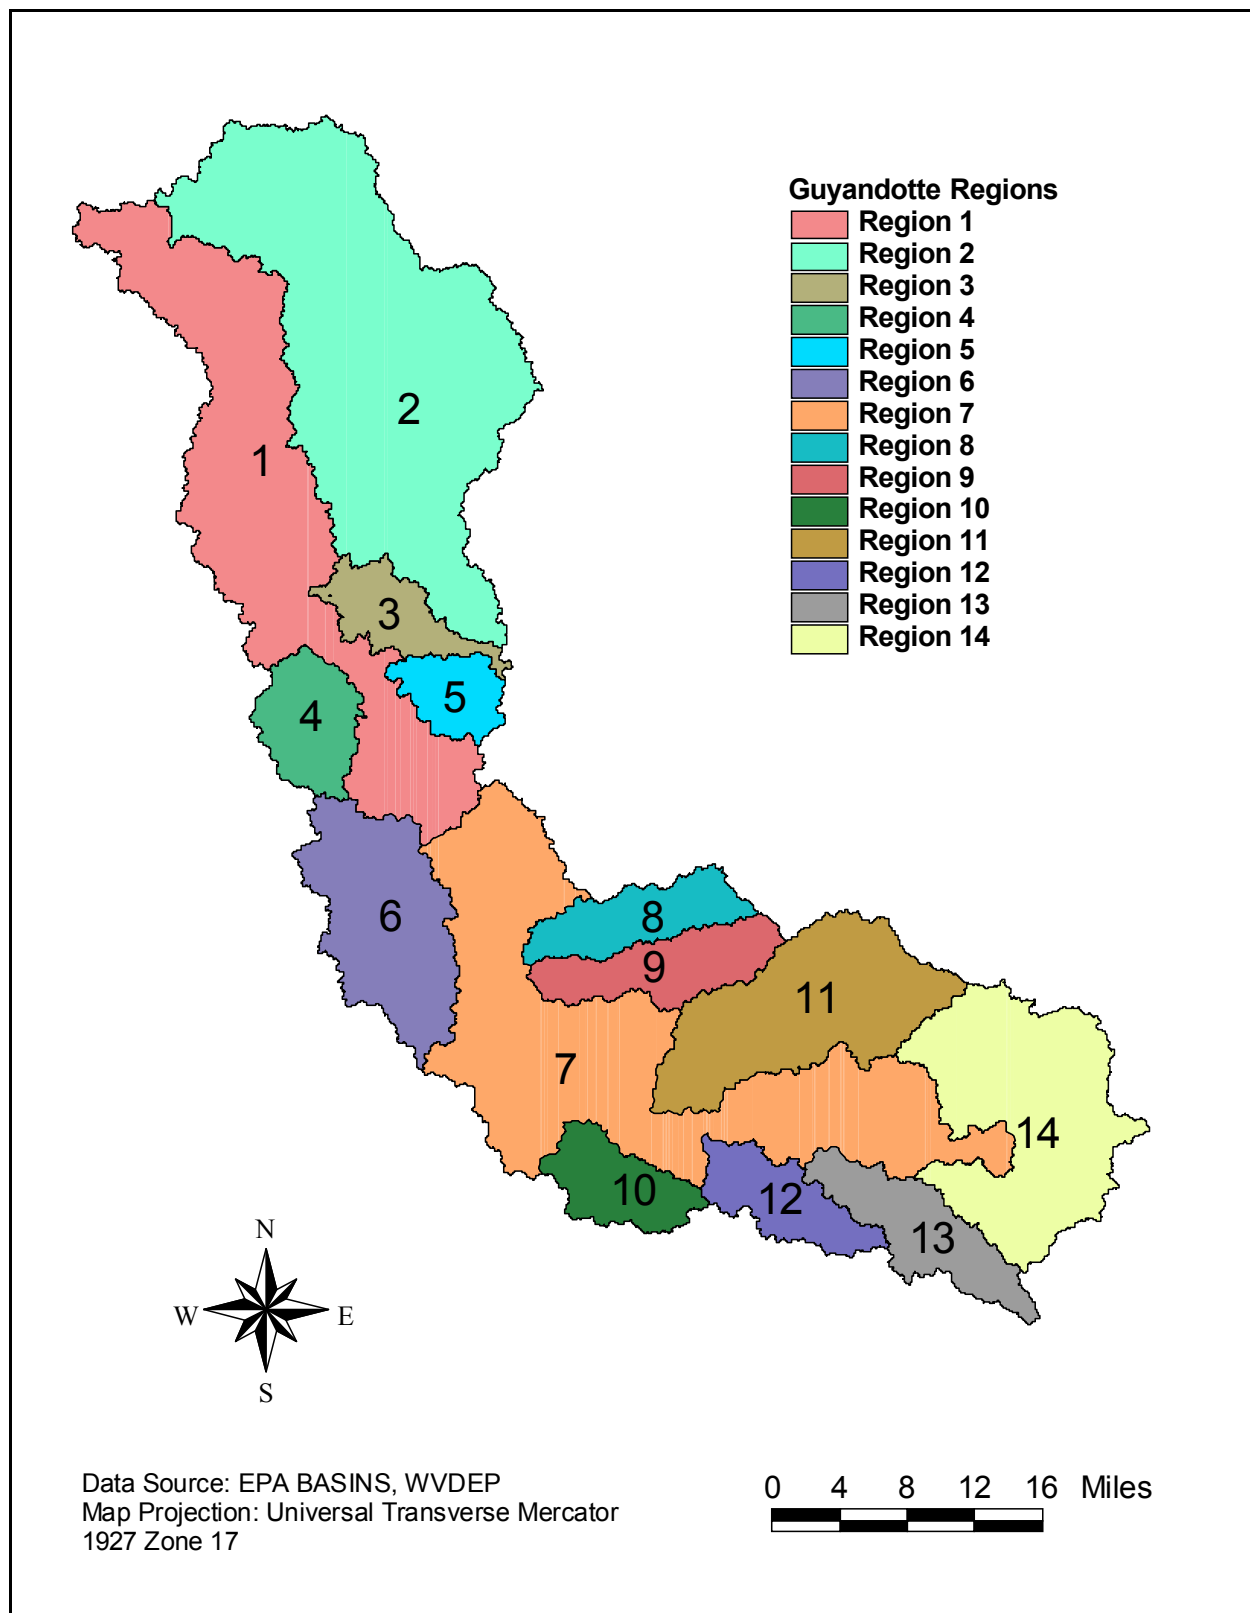 Guyandotte Regions
Region 1
Region 2
Region 3
Region 4
Region 5
Region 6
Region 7
Region 8
Region 9
Region 10
Region 11
Region 12
Region 13
Region 14
2
1
3
5
4
6
8
9
11
7
14
10
12
13
N
W E
S
Data Source: EPA BASINS, WVDEP
Map Projection: Universal Transverse Mercator
1927 Zone 17
0 4 8 12 16 Miles